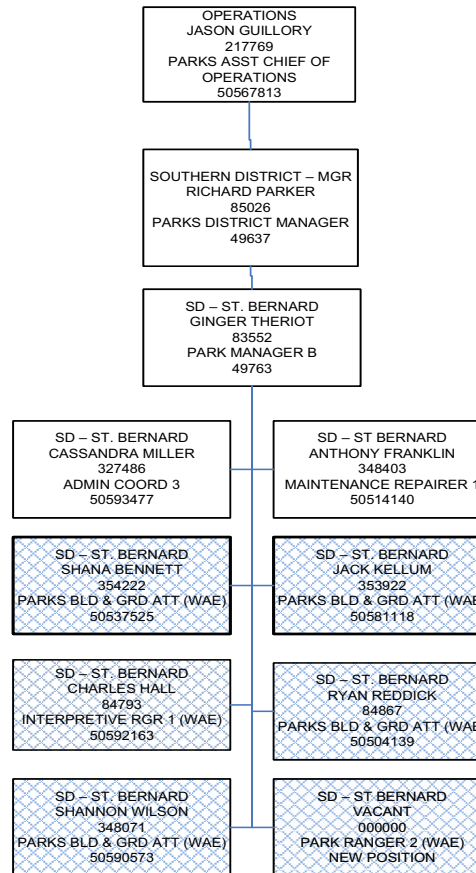 OPERATIONS
JASON GUILLORY
217769
PARKS ASST CHIEF OF
OPERATIONS
50567813
SOUTHERN DISTRICT – MGR
RICHARD PARKER
85026
PARKS DISTRICT MANAGER
49637
SD – ST. BERNARD
GINGER THERIOT
83552
PARK MANAGER B
49763
SD – ST. BERNARD
CASSANDRA MILLER
327486
ADMIN COORD 3
50593477
SD – ST. BERNARD
ANTHONY FRANKLIN
348403
MAINTENANCE REPAIRER 1
50514140
SD – ST. BERNARD
SHANA BENNETT
354222
PARKS BLD & GRD ATT (WAE)
50537525
SD – ST. BERNARD
JACK KELLUM
353922
PARKS BLD & GRD ATT (WAE)
50581118
SD – ST. BERNARD
CHARLES HALL
84793
INTERPRETIVE RGR 1 (WAE)
50592163
SD – ST. BERNARD
RYAN REDDICK
84867
PARKS BLD & GRD ATT (WAE)
50504139
SD – ST. BERNARD
SHANNON WILSON
348071
PARKS BLD & GRD ATT (WAE)
50590573
SD – ST BERNARD
VACANT
000000
PARK RANGER 2 (WAE)
NEW POSITION